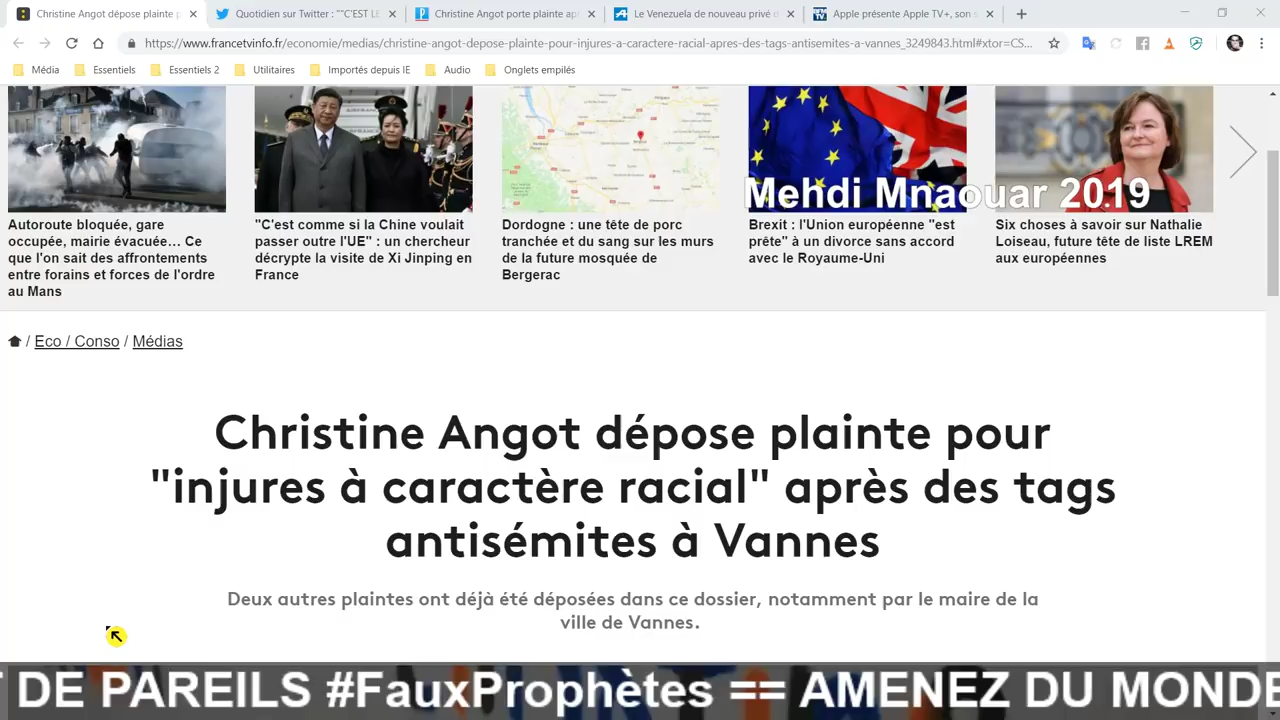 Christine Angot dépose plainte p
Quotidien sur Twitter : ""C'EST LE
Christine Angot porte plainte ap
Le Venezuela de nouveau privé d
Apple présente Apple TV+, son s
https://www.francetvinfo.fr/economie/medias/christine-angot-depose-plainte-pour-injures-a-caractere-racial-apres-des-tags-antisemites-a-vannes_3249843.html#xtor=CS...
Média
Essentiels
Essentiels 2
Utilitaires
Importés depuis IE
Audio
Onglets empilés
Mehdi Mnaouar 2019
Autoroute bloquée, gare
occupée, mairie évacuée... Ce
que l'on sait des affrontements
entre forains et forces de l'ordre
au Mans
"C'est comme si la Chine voulait
passer outre l'UE" : un chercheur
décrypte la visite de Xi Jinping en
France
Dordogne : une tête de porc
tranchée et du sang sur les murs
de la future mosquée de
Bergerac
Brexit : l'Union européenne "est
prête" à un divorce sans accord
avec le Royaume-Uni
Six choses à savoir sur Nathalie
Loiseau, future tête de liste LREM
aux européennes
/ Eco / Conso / Médias
Christine Angot dépose plainte pour
"injures à caractère racial" après des tags
antisémites à Vannes
Deux autres plaintes ont déjà été déposées dans ce dossier, notamment par le maire de la
ville de Vannes.
DE PAREILS #FauxProphètes == AMENEZ DU MONDE